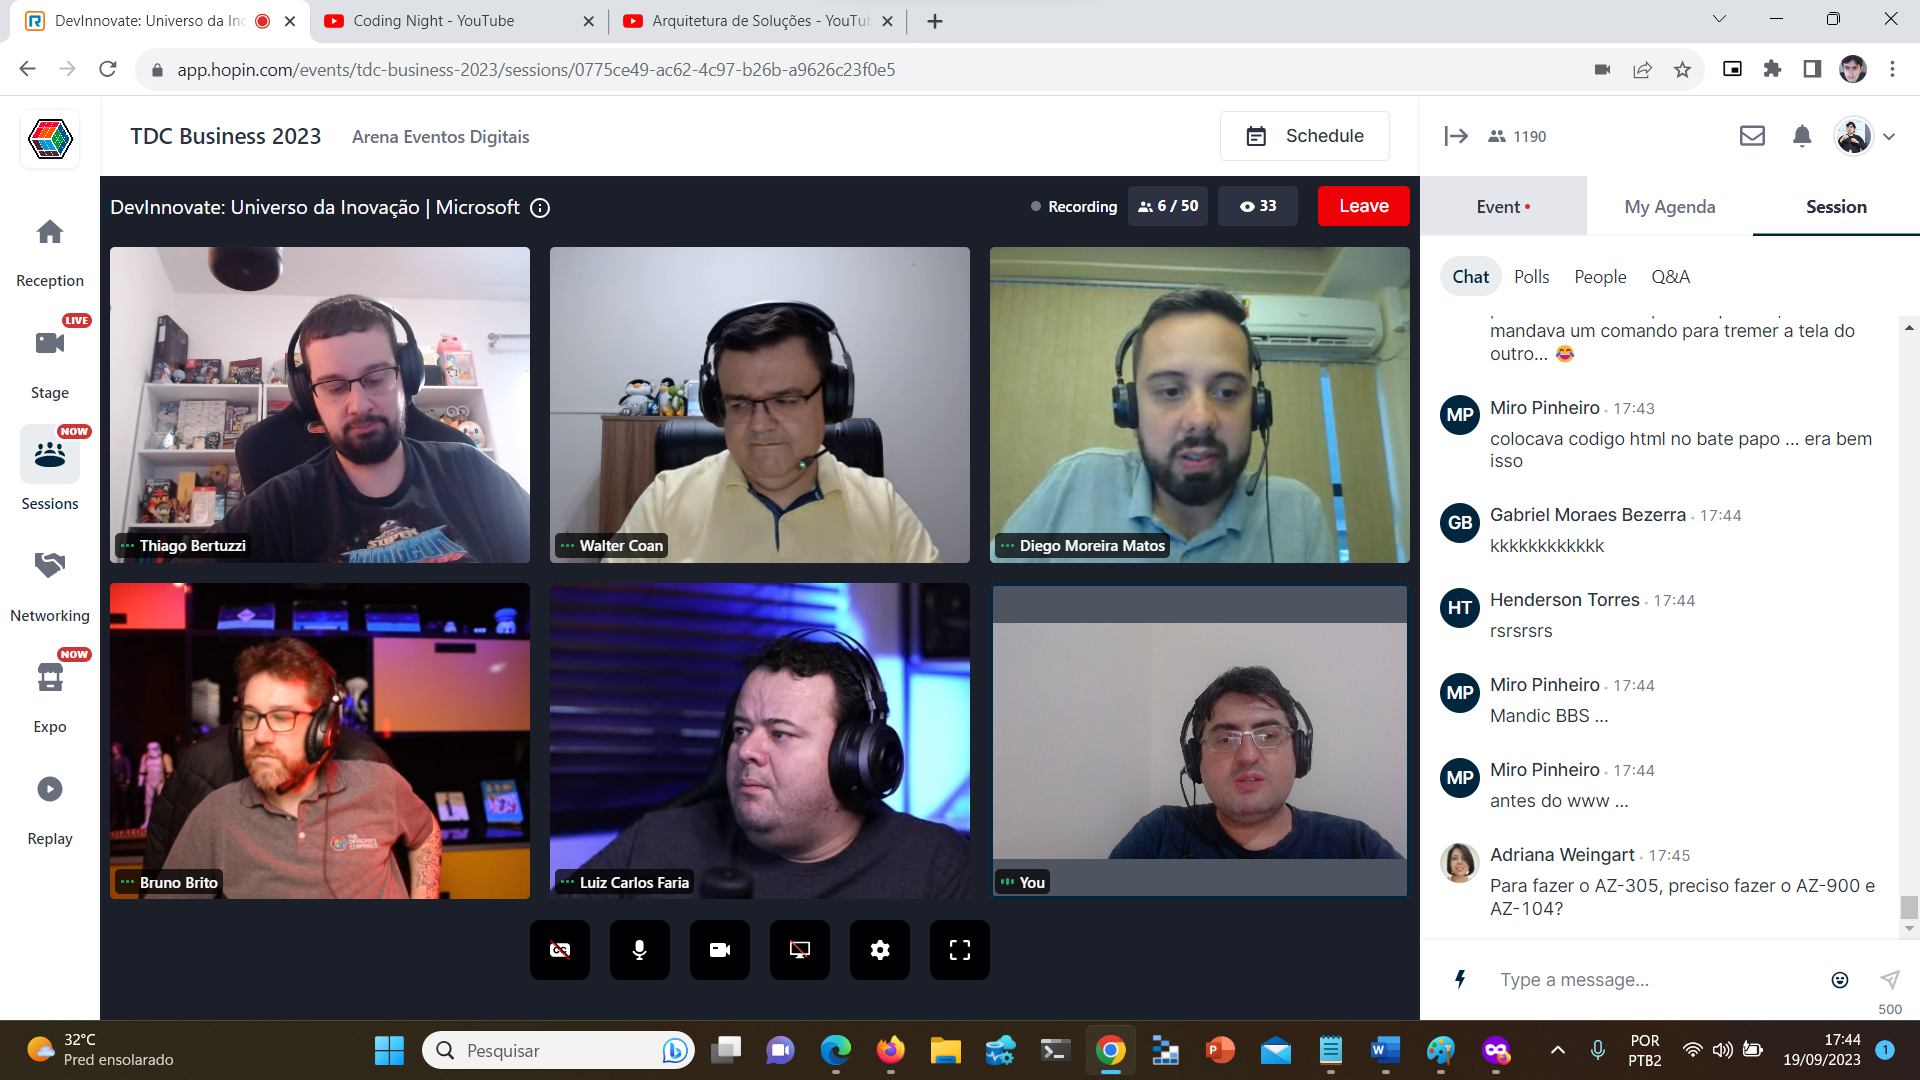 DevInnovate: Universo da In
Coding Night - YouTube
Arquitetura de Soluções - YouTu
app.hopin.com/events/tdc-business-2023/sessions/0775ce49-ac62-4c97-b26b-a9626c23f0e5
TDC Business 2023
Arena Eventos Digitais
Schedule
1190
DevInnovate: Universo da Inovação | Microsoft
Recording
6 / 50
33
Leave
Event
My Agenda
Session
Reception
LIVE
Stage
NOW
Sessions
Networking
NOW
Expo
Replay
Thiago Bertuzzi
Walter Coan
Diego Moreira Matos
Bruno Brito
Luiz Carlos Faria
You
CC
Chat
Polls
People
Q&A
mandava um comando para tremer a tela do
outro... 😂
MP
Miro Pinheiro · 17:43
colocava codigo html no bate papo ... era bem
isso
GB
Gabriel Moraes Bezerra · 17:44
kkkkkkkkkkkk
HT
Henderson Torres · 17:44
rsrsrsrs
MP
Miro Pinheiro · 17:44
Mandic BBS ...
MP
Miro Pinheiro · 17:44
antes do www ...
Adriana Weingart · 17:45
Para fazer o AZ-305, preciso fazer o AZ-900 e
AZ-104?
Type a message...
500
32°C
Pred ensolarado
Pesquisar
POR
PTB2
17:44
19/09/2023
1